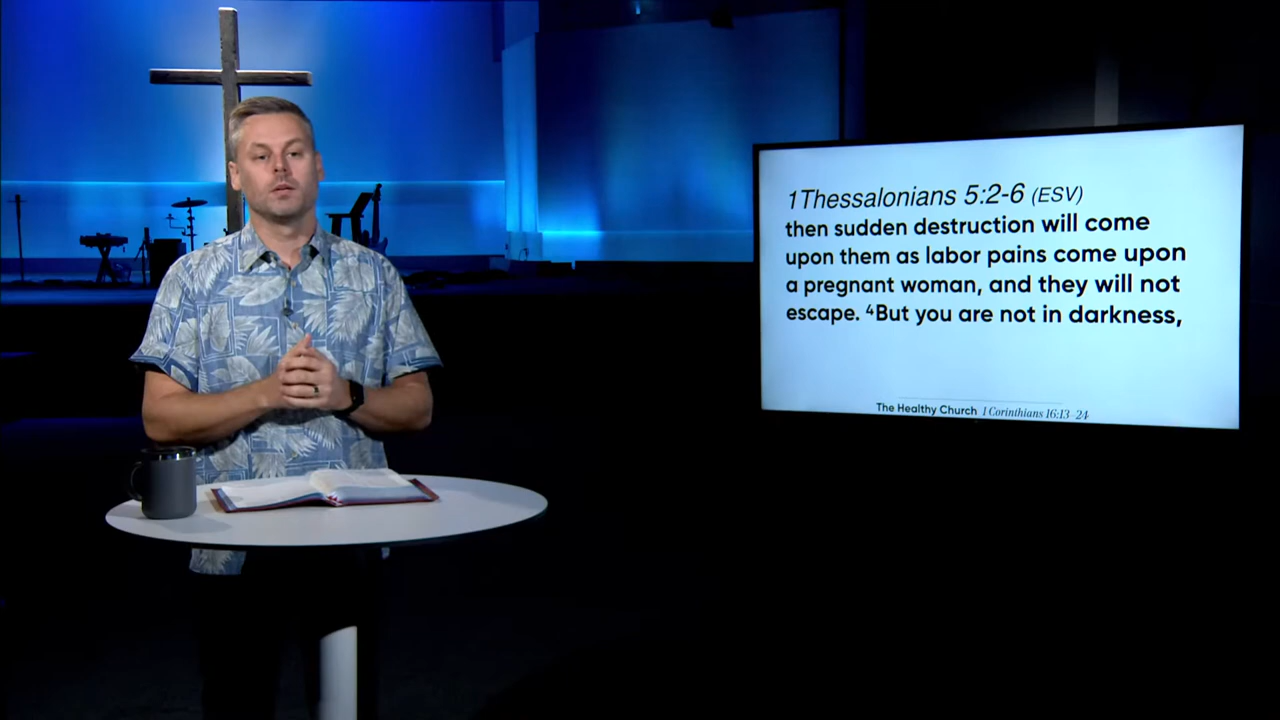 1Thessalonians 5:2-6 (ESV)
then sudden destruction will come
upon them as labor pains come upon
a pregnant woman, and they will not
escape. ⁴But you are not in darkness,
The Healthy Church 1 Corinthians 16:13-24